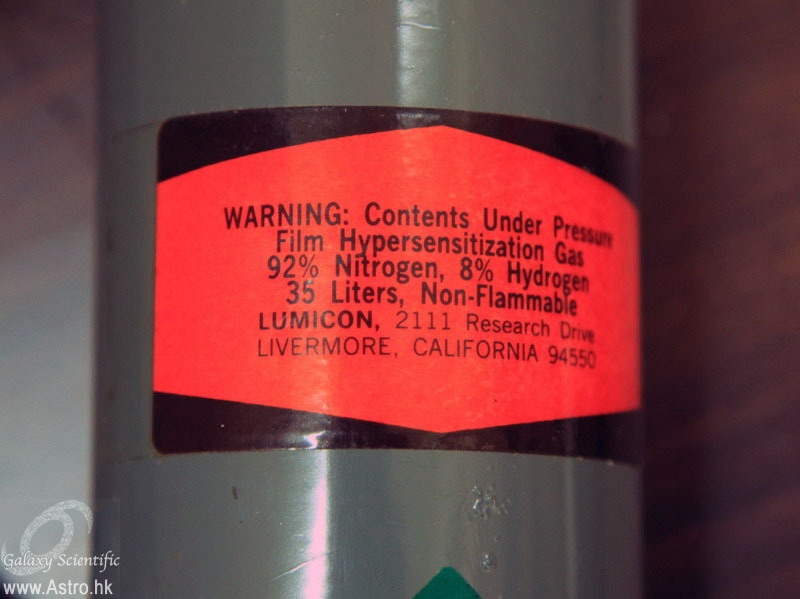 WARNING: Contents Under Pressure
Film Hypersensitization Gas
92% Nitrogen, 8% Hydrogen
35 Liters, Non-Flammable
LUMICON, 2111 Research Drive
LIVERMORE, CALIFORNIA 94550
Galaxy Scientific
www.Astro.hk